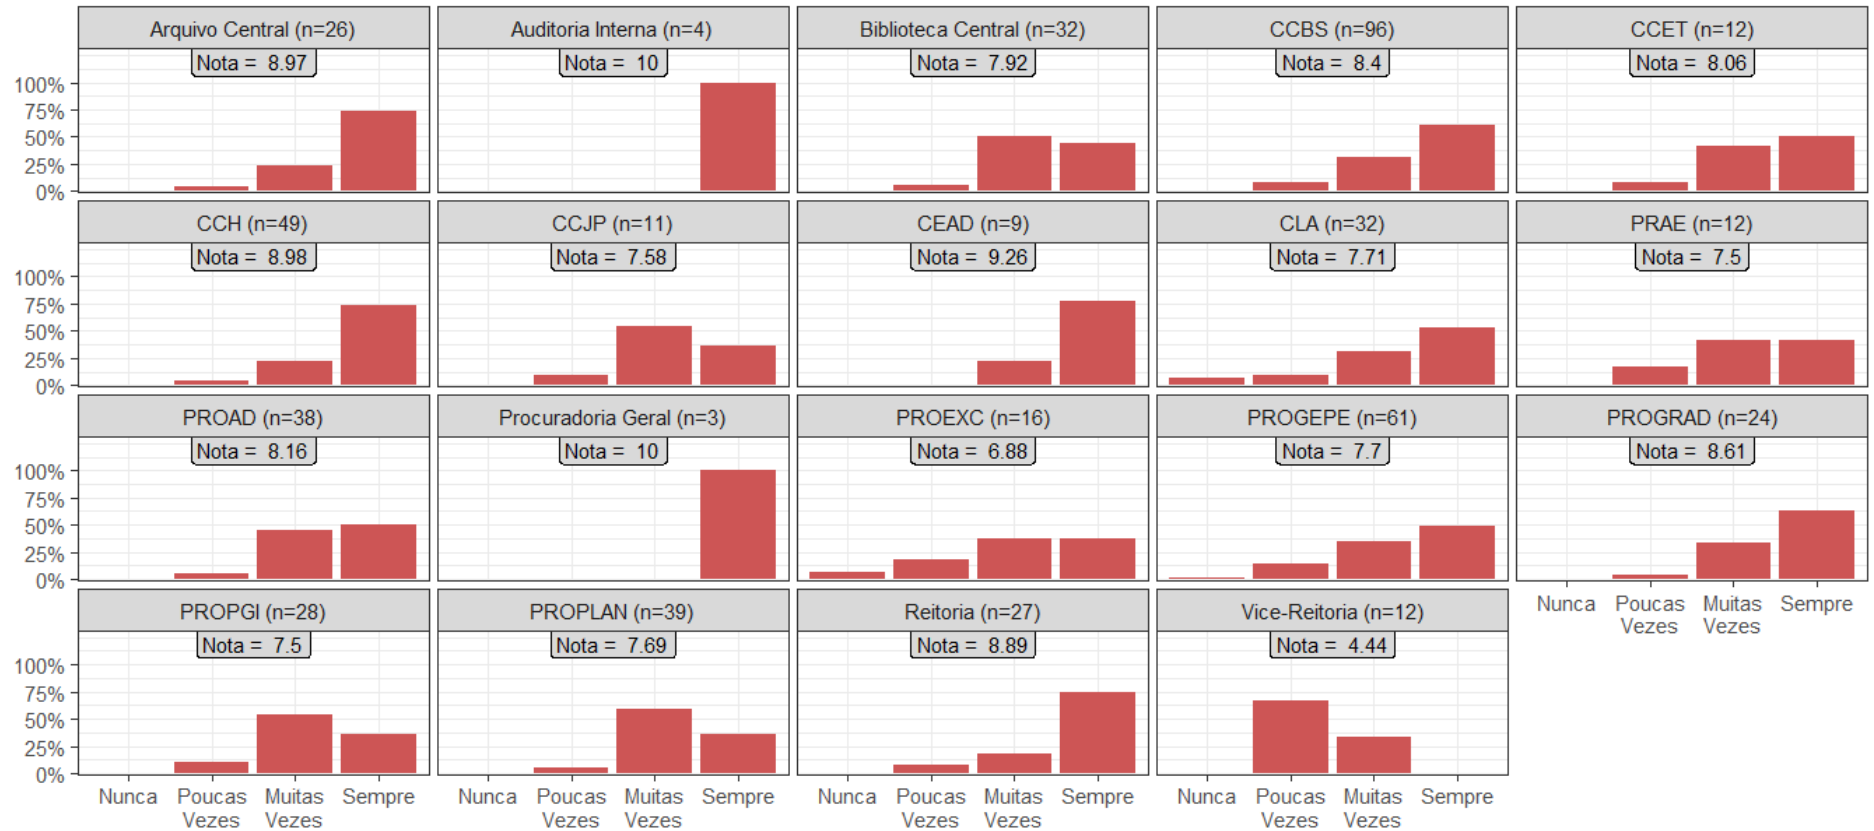 Arquivo Central (n=26)
Auditoria Interna (n=4)
Biblioteca Central (n=32)
CCBS (n=96)
CCET (n=12)
Nota = 8.97
Nota = 10
Nota = 7.92
Nota = 8.4
Nota = 8.06
100%
75%
50%
25%
0%
CCH (n=49)
CCJP (n=11)
CEAD (n=9)
CLA (n=32)
PRAE (n=12)
Nota = 8.98
Nota = 7.58
Nota = 9.26
Nota = 7.71
Nota = 7.5
100%
75%
50%
25%
0%
PROAD (n=38)
Procuradoria Geral (n=3)
PROEXC (n=16)
PROGEPE (n=61)
PROGRAD (n=24)
Nota = 8.16
Nota = 10
Nota = 6.88
Nota = 7.7
Nota = 8.61
100%
75%
50%
25%
0%
Nunca
Poucas
Vezes
Muitas
Vezes
Sempre
PROPGI (n=28)
PROPLAN (n=39)
Reitoria (n=27)
Vice-Reitoria (n=12)
Nota = 7.5
Nota = 7.69
Nota = 8.89
Nota = 4.44
100%
75%
50%
25%
0%
Nunca
Poucas
Vezes
Muitas
Vezes
Sempre
Nunca
Poucas
Vezes
Muitas
Vezes
Sempre
Nunca
Poucas
Vezes
Muitas
Vezes
Sempre
Nunca
Poucas
Vezes
Muitas
Vezes
Sempre